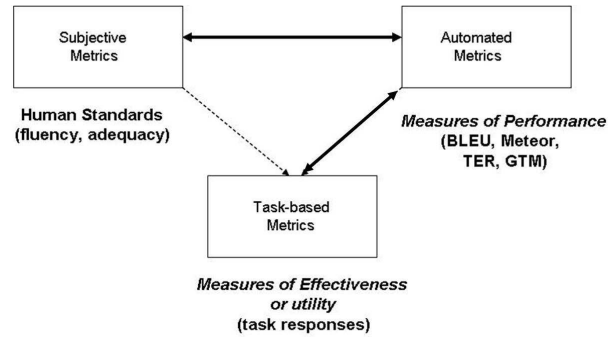 Subjective
Metrics
Automated
Metrics
Human Standards
(fluency, adequacy)
Measures of Performance
(BLEU, Meteor,
TER, GTM)
Task-based
Metrics
Measures of Effectiveness
or utility
(task responses)